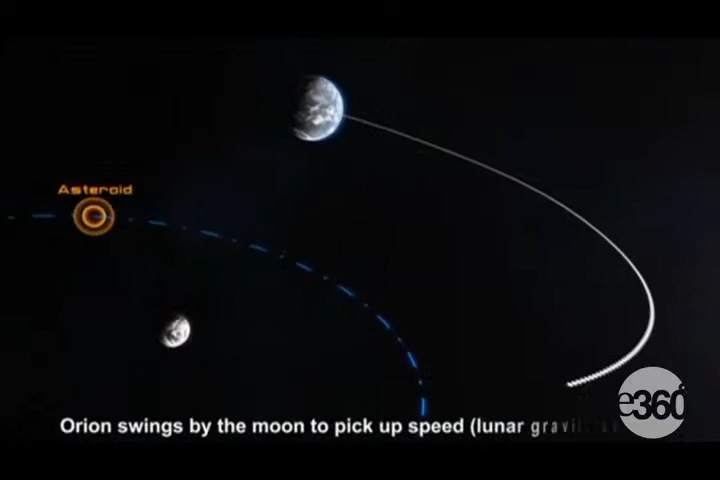 Asteroid
e360°
Orion swings by the moon to pick up speed (lunar